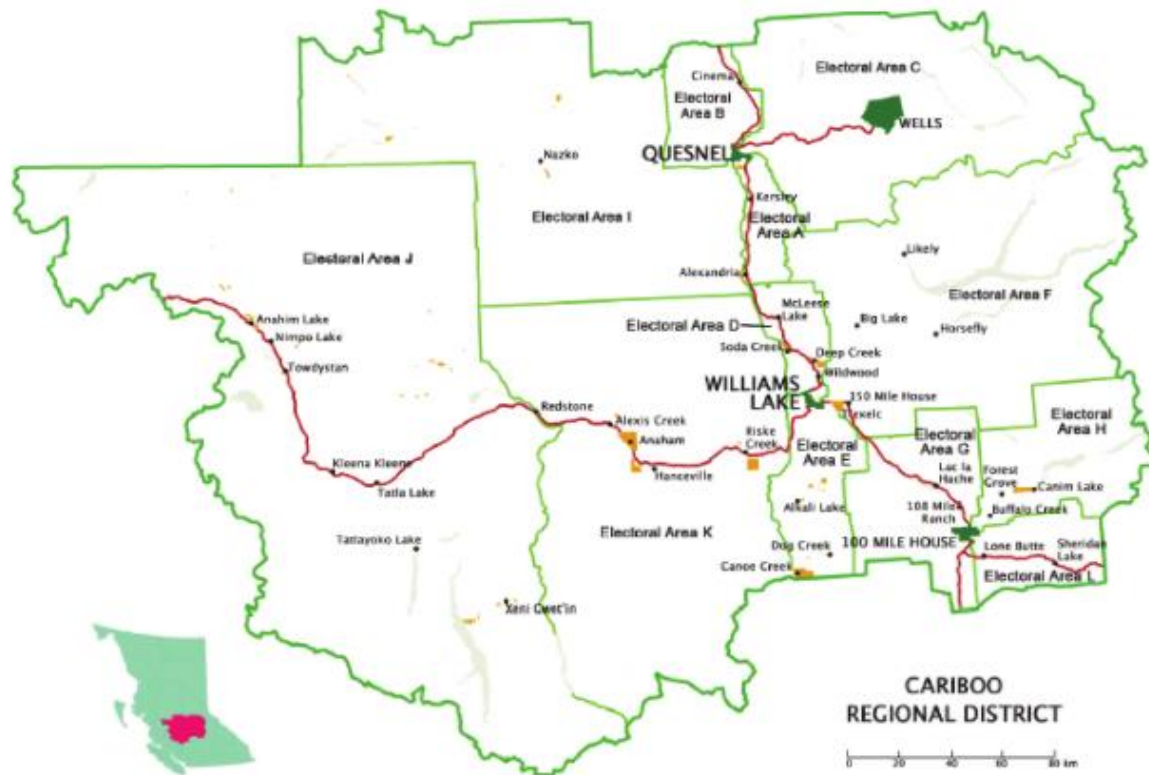 Cinema
Electoral Area C
Electoral
Area B
WELLS
QUESNEL
Nazko
Kersley
Electoral Area I
Electoral
Area A
Likely
Electoral Area J
Alexandria
Electoral Area F
McLeese
Lake
Big Lake
Horsefly
Anahim Lake
Electoral Area D
Nimpo Lake
Soda Creek
Deep Creek
Towdystan
Wildwood
WILLIAMS
LAKE
150 Mile House
Redstone
Alexis Creek
Electoral
Area H
Anaham
Riske
Creek
Electoral
Area G
Electoral
Area E
Kleena Kleene
Hanceville
Lac la
Hache
Forest
Grove
Canim Lake
Tatla Lake
Alkali Lake
108 Mile
Ranch
Buffalo Creek
Electoral Area K
100 MILE HOUSE
Tatlayoko Lake
Dog Creek
Lone Butte
Sheridan
Lake
Canoe Creek
Electoral Area L
Xeni Gwet'in
CARIBOO
REGIONAL DISTRICT
0 20 40 60 80 km